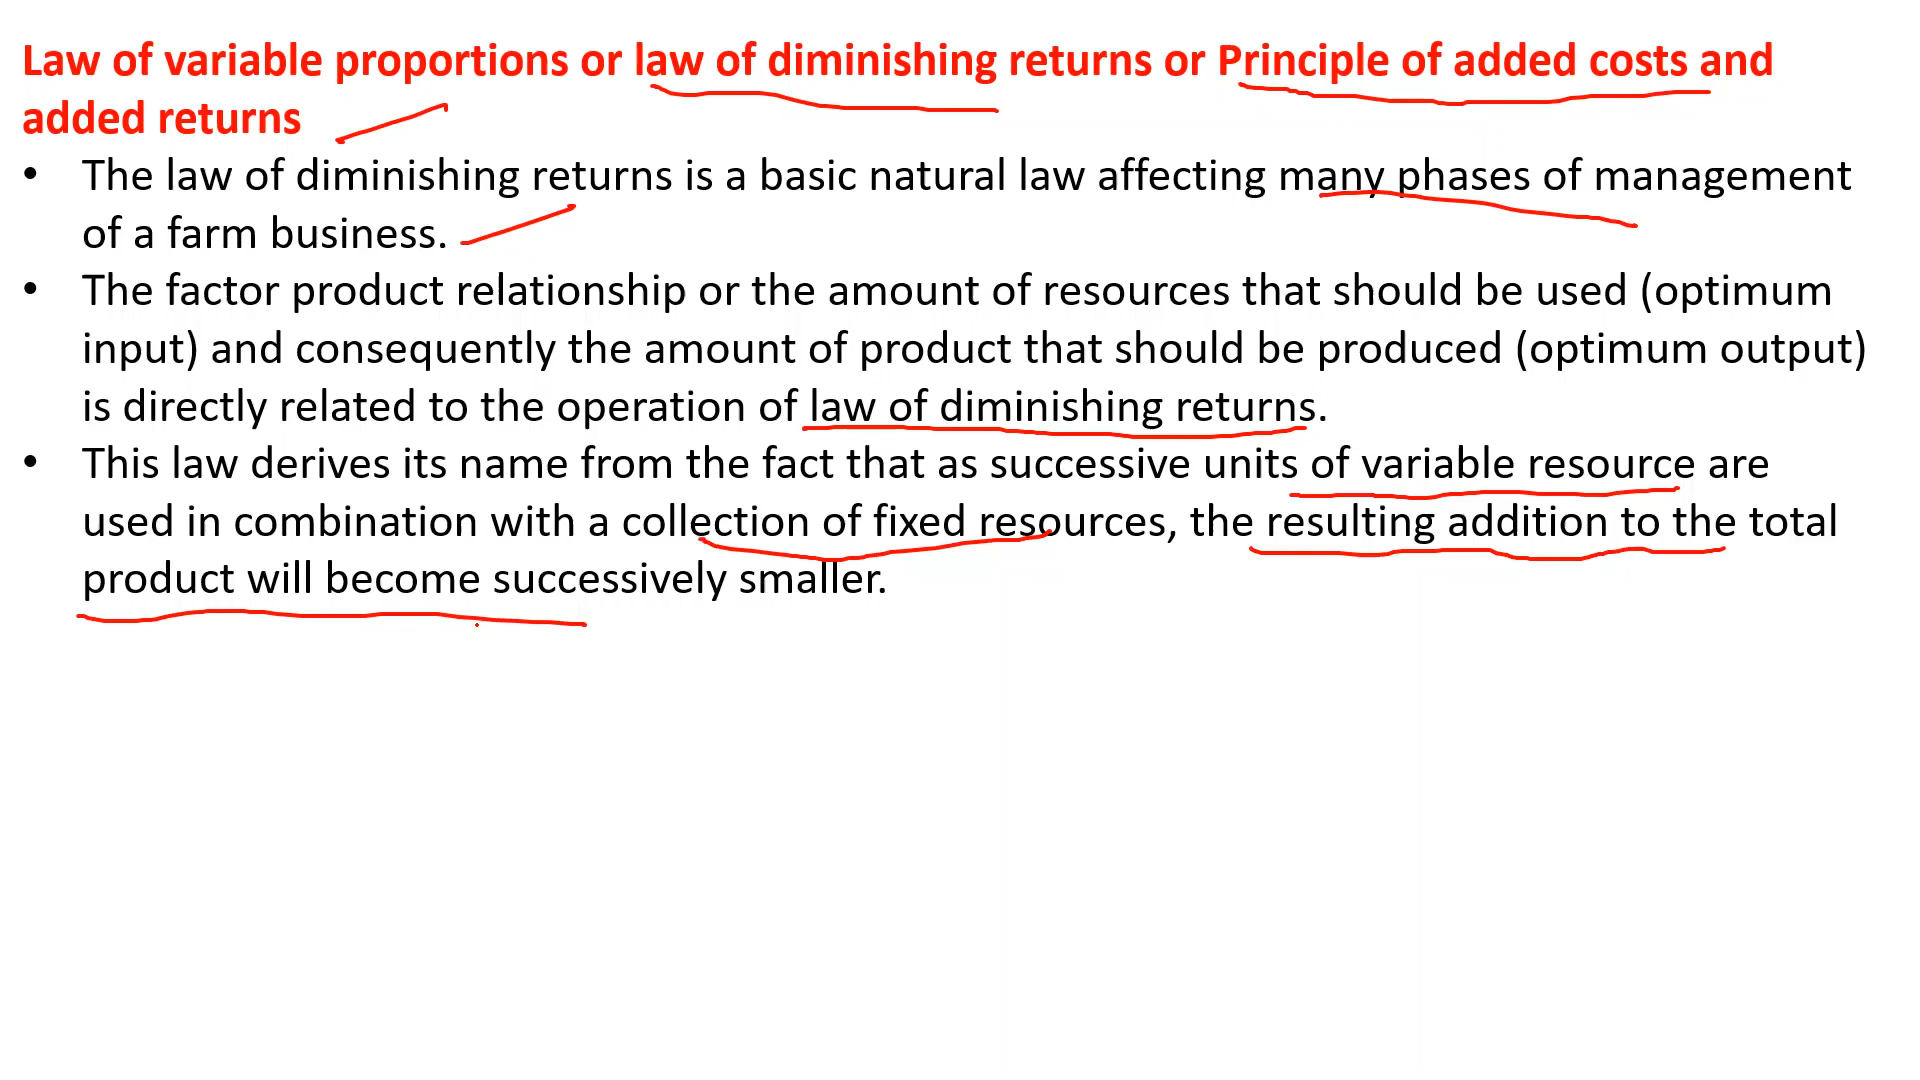 Law of variable proportions or law of diminishing returns or Principle of added costs and
added returns
• The law of diminishing returns is a basic natural law affecting many phases of management
of a farm business.
• The factor product relationship or the amount of resources that should be used (optimum
input) and consequently the amount of product that should be produced (optimum output)
is directly related to the operation of law of diminishing returns.
• This law derives its name from the fact that as successive units of variable resource are
used in combination with a collection of fixed resources, the resulting addition to the total
product will become successively smaller.